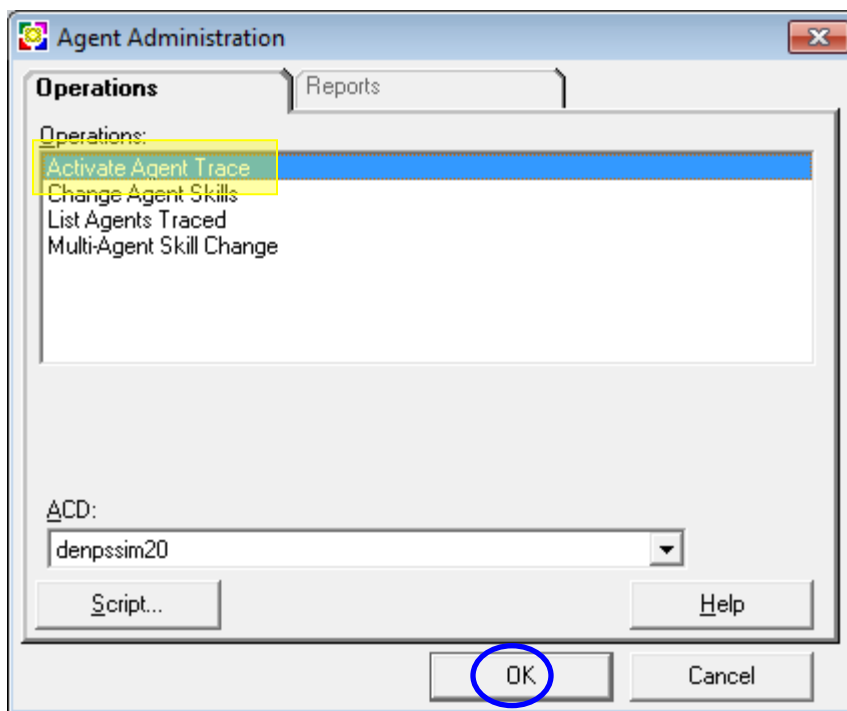 Agent Administration
Operations
Reports
Operations:
Activate Agent Trace
Change Agent Skills
List Agents Traced
Multi-Agent Skill Change
ACD:
denpssim20
Script...
Help
OK
Cancel